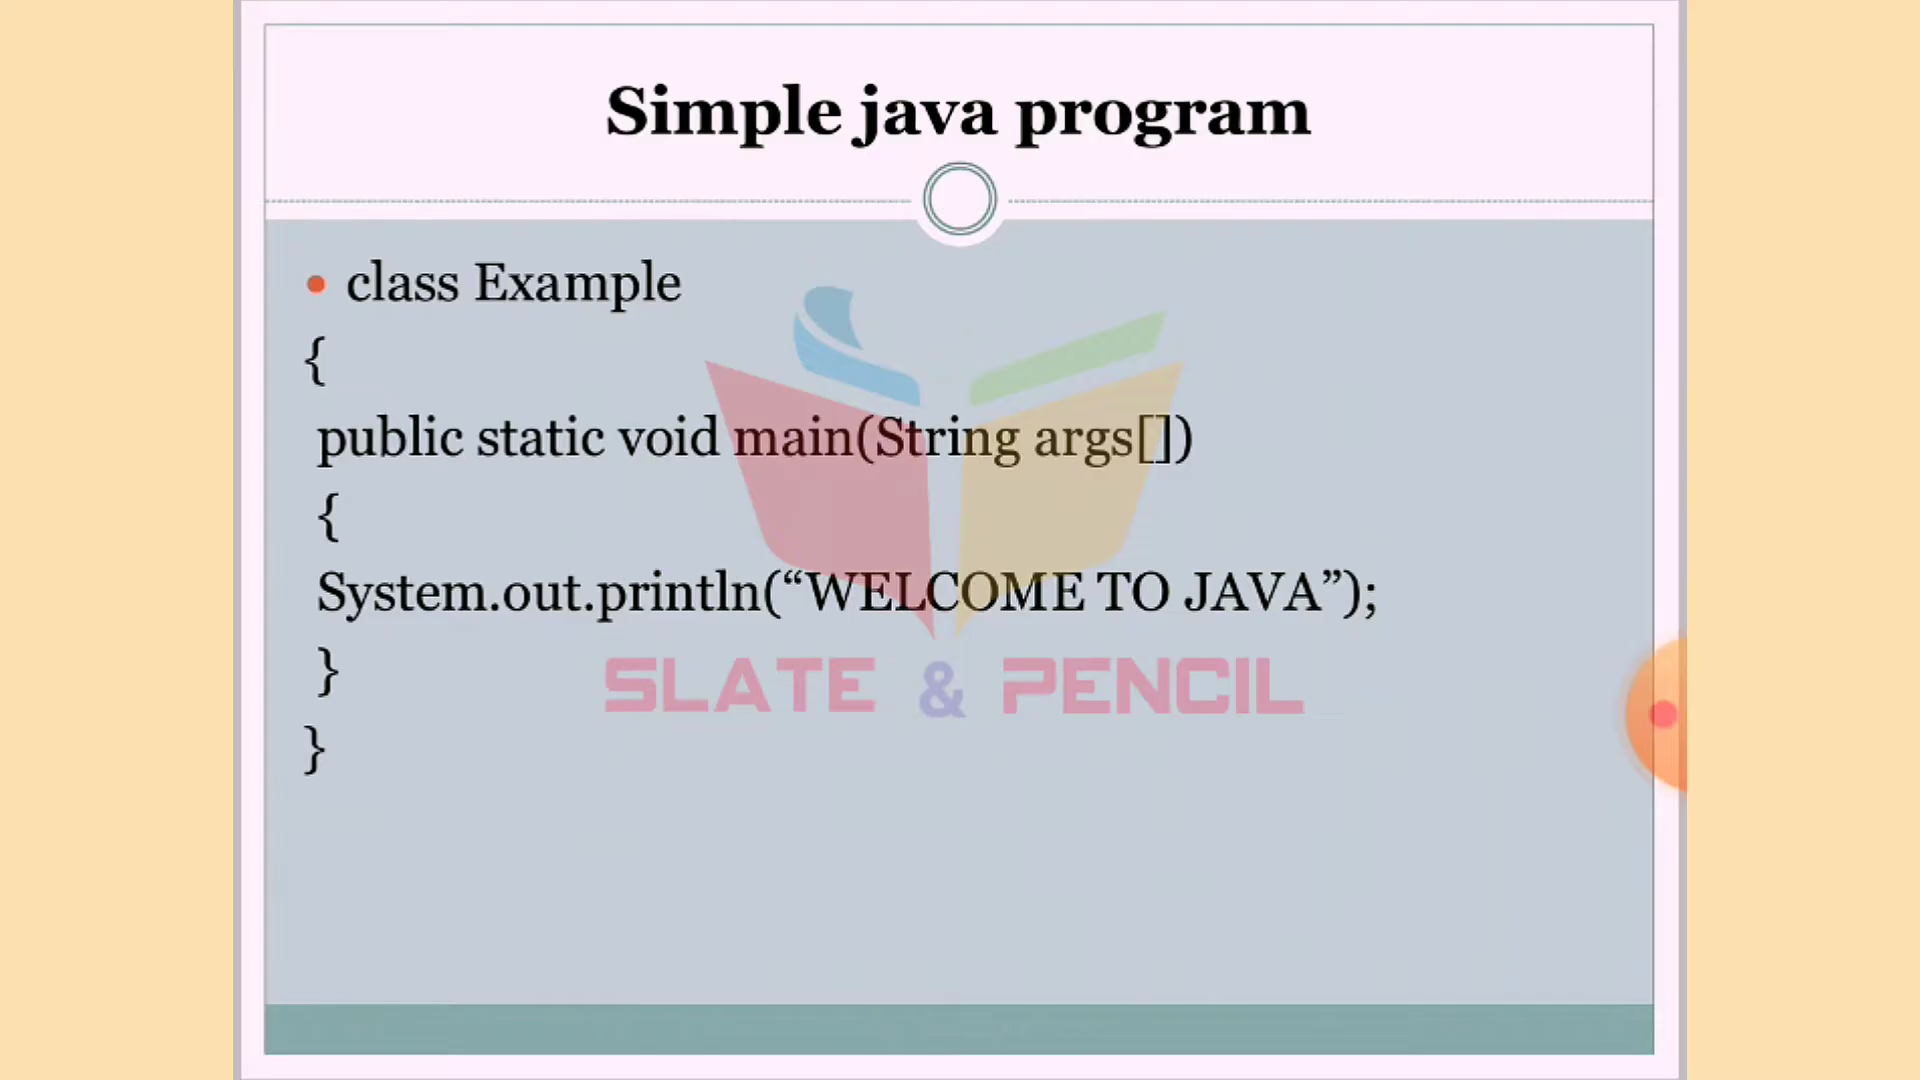 Simple java program
• class Example
{
public static void main(String args[])
{
System.out.println(“WELCOME TO JAVA”);
}
}
SLATE & PENCIL